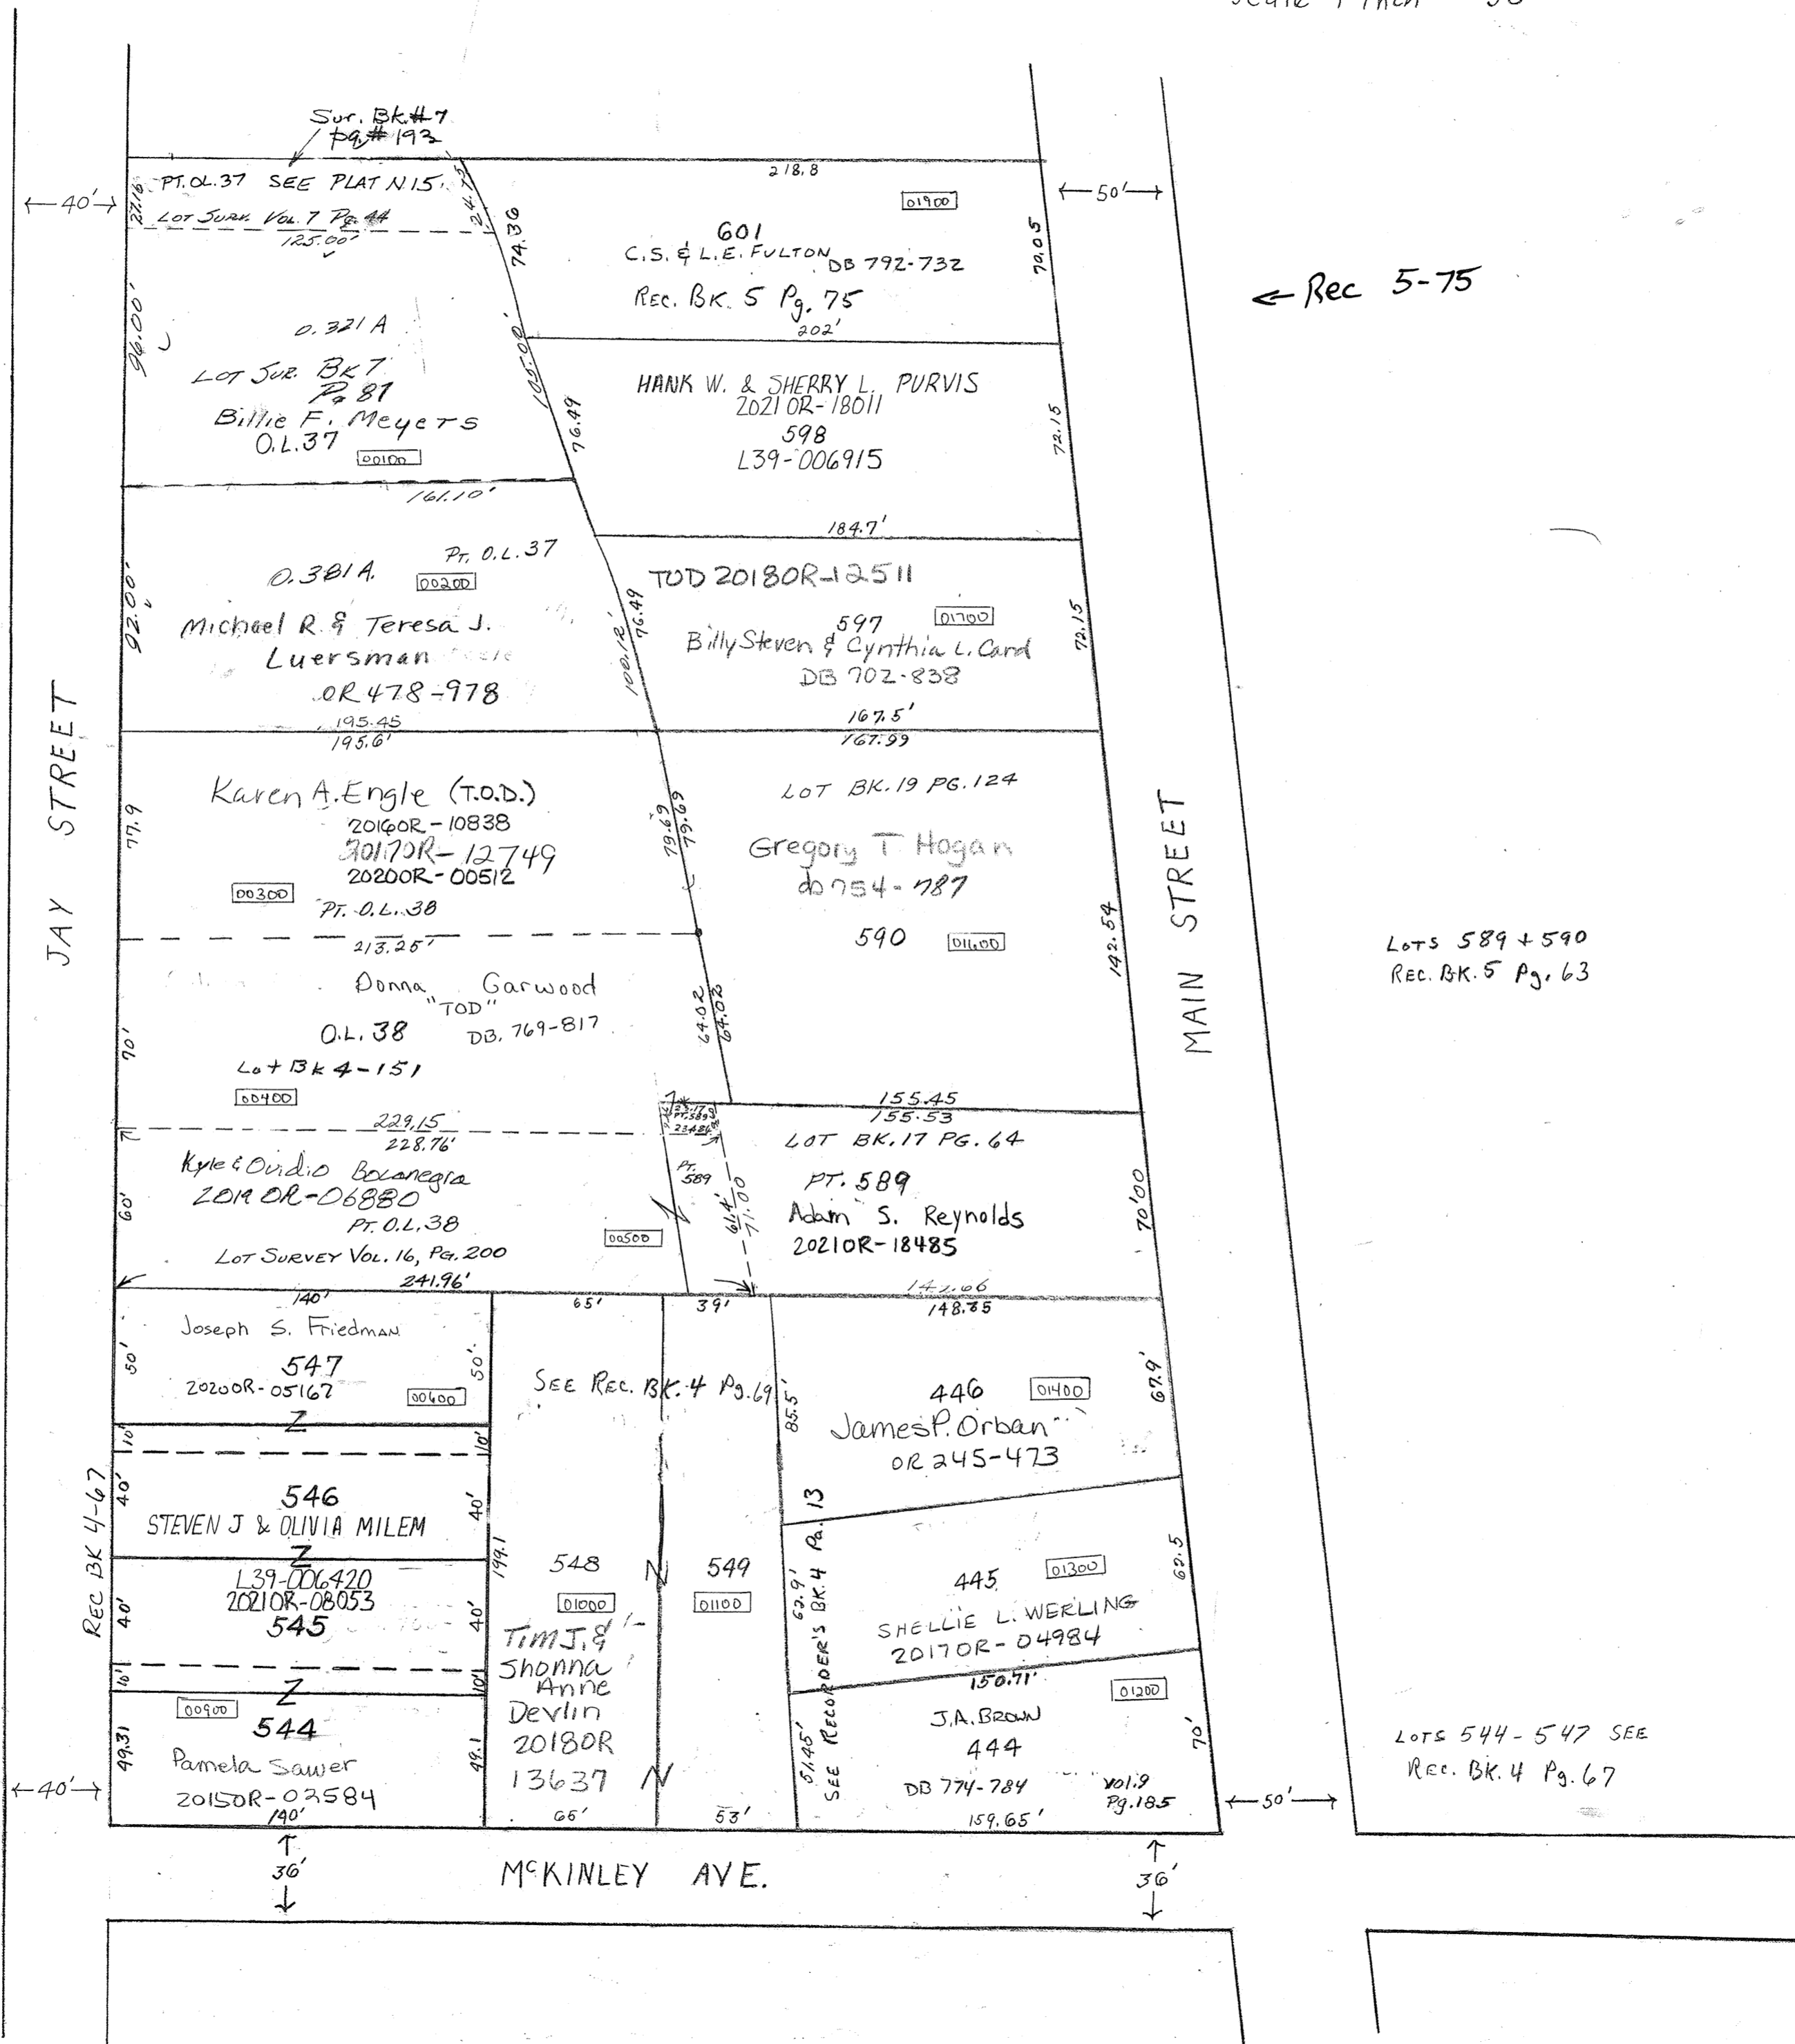 Sur. Bk.#7
pg.# 193
PT. OL. 37 SEE PLAT N15.
LOT SURV. VOL. 7 Pg. 44
125.00'
27.16
24.75
←40'→
218.8
01900
←50'→
601
C.S. & L.E. FULTON DB 792-732
REC. BK. 5 Pg. 75
202'
74.36
70.05
← Rec 5-75
96.00'
0.321 A
LOT SUR. BK 7
Pg 81
Billie F. Meyers
O.L. 37
00100
161.10'
105.00'
76.49
HANK W. & SHERRY L. PURVIS
2021 OR-18011
598
L39-006915
72.15
184.7'
PT. O.L. 37
0.381 A.
00200
92.00'
Michael R. & Teresa J.
Luersman
OR 478-978
195.45
100.12'
76.49
TOD 2018OR-12511
597
01700
Billy Steven & Cynthia L. Card
DB 702-838
72.15
167.5'
195.6'
167.99
JAY STREET
77.9
Karen A. Engle (T.O.D.)
2016OR-10838
2017OR-12749
2020OR-00512
00300
PT. O.L. 38
213.25'
79.69
79.69
LOT BK. 19 PG. 124
Gregory T Hogan
db 754-787
590
01600
142.54
MAIN STREET
LOTS 589 + 590
REC. BK. 5 Pg. 63
70'
Donna Garwood
"TOD"
O.L. 38
DB. 769-817
Lot Bk 4-151
00400
229.15
64.02
64.02
155.45
155.53
228.76'
60'
Kyle & Ovidio Bocanegra
2019 OR-06880
PT. O.L. 38
LOT SURVEY VOL. 16, PG. 200
00500
241.96'
PT. 589
PT.
589
61.4'
71.00
LOT BK. 17 PG. 64
PT. 589
Adam S. Reynolds
2021OR-18485
70'00
148.85
140'
65'
39'
50'
Joseph S. Friedman
547
2020OR-05167
00600
50'
SEE REC. BK. 4 Pg. 69
85.5'
446
01400
James P. Orban
OR 245-473
67.9'
10'
10'
REC BK 4-67
40'
546
STEVEN J & OLIVIA MILEM
40'
L39-006420
2021OR-08053
545
40'
40'
10'
10'
199.1
548
01000
Tim J. &
Shonna
Anne
Devlin
2018OR
13637
65'
549
01100
53'
62.9'
SEE RECORDER'S BK. 4 Pg. 13
445
01300
SHELLIE L. WERLING
2017OR-04984
62.5
150.71'
01200
00900
544
49.31
49.1
Pamela Sawer
2015OR-03584
140'
←40'→
51.45'
J.A. BROWN
444
DB 774-784
Vol. 9
Pg. 185
70'
159.65'
←50'→
LOTS 544-547 SEE
REC. BK. 4 Pg. 67
36'
McKINLEY AVE.
36'